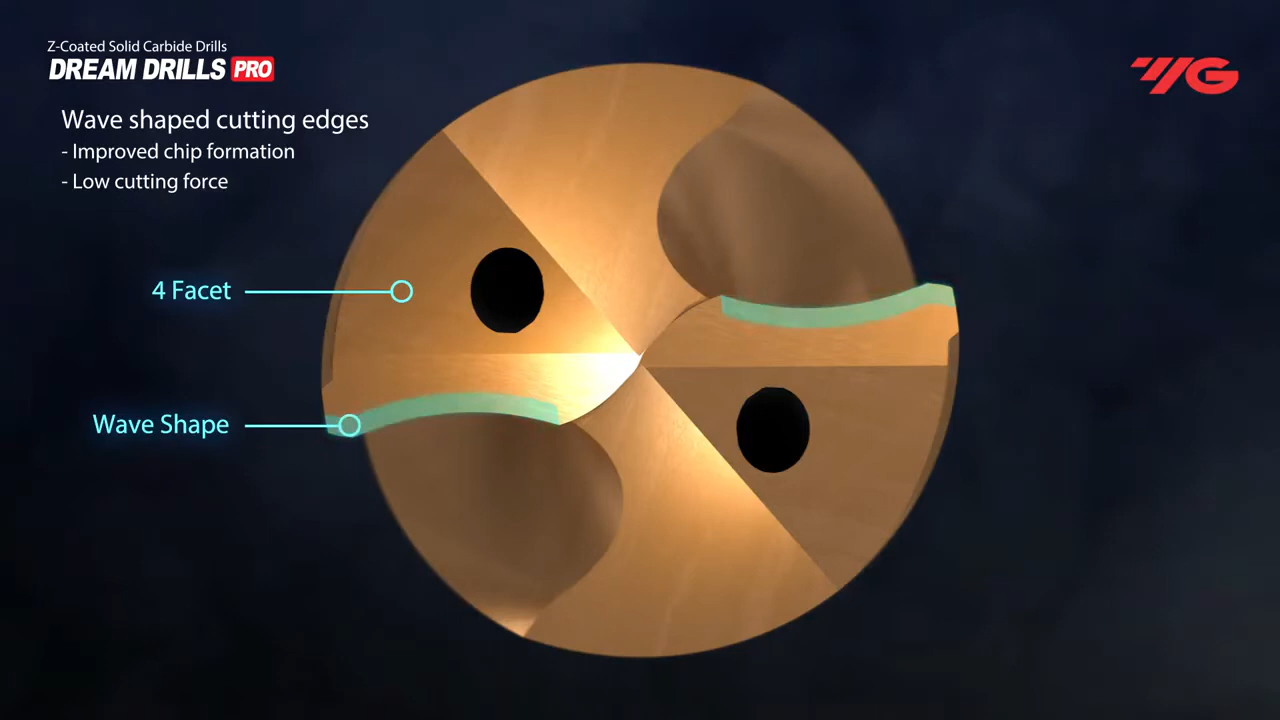 Z-Coated Solid Carbide Drills
DREAM DRILLS PRO
YG
Wave shaped cutting edges
- Improved chip formation
- Low cutting force
4 Facet
Wave Shape